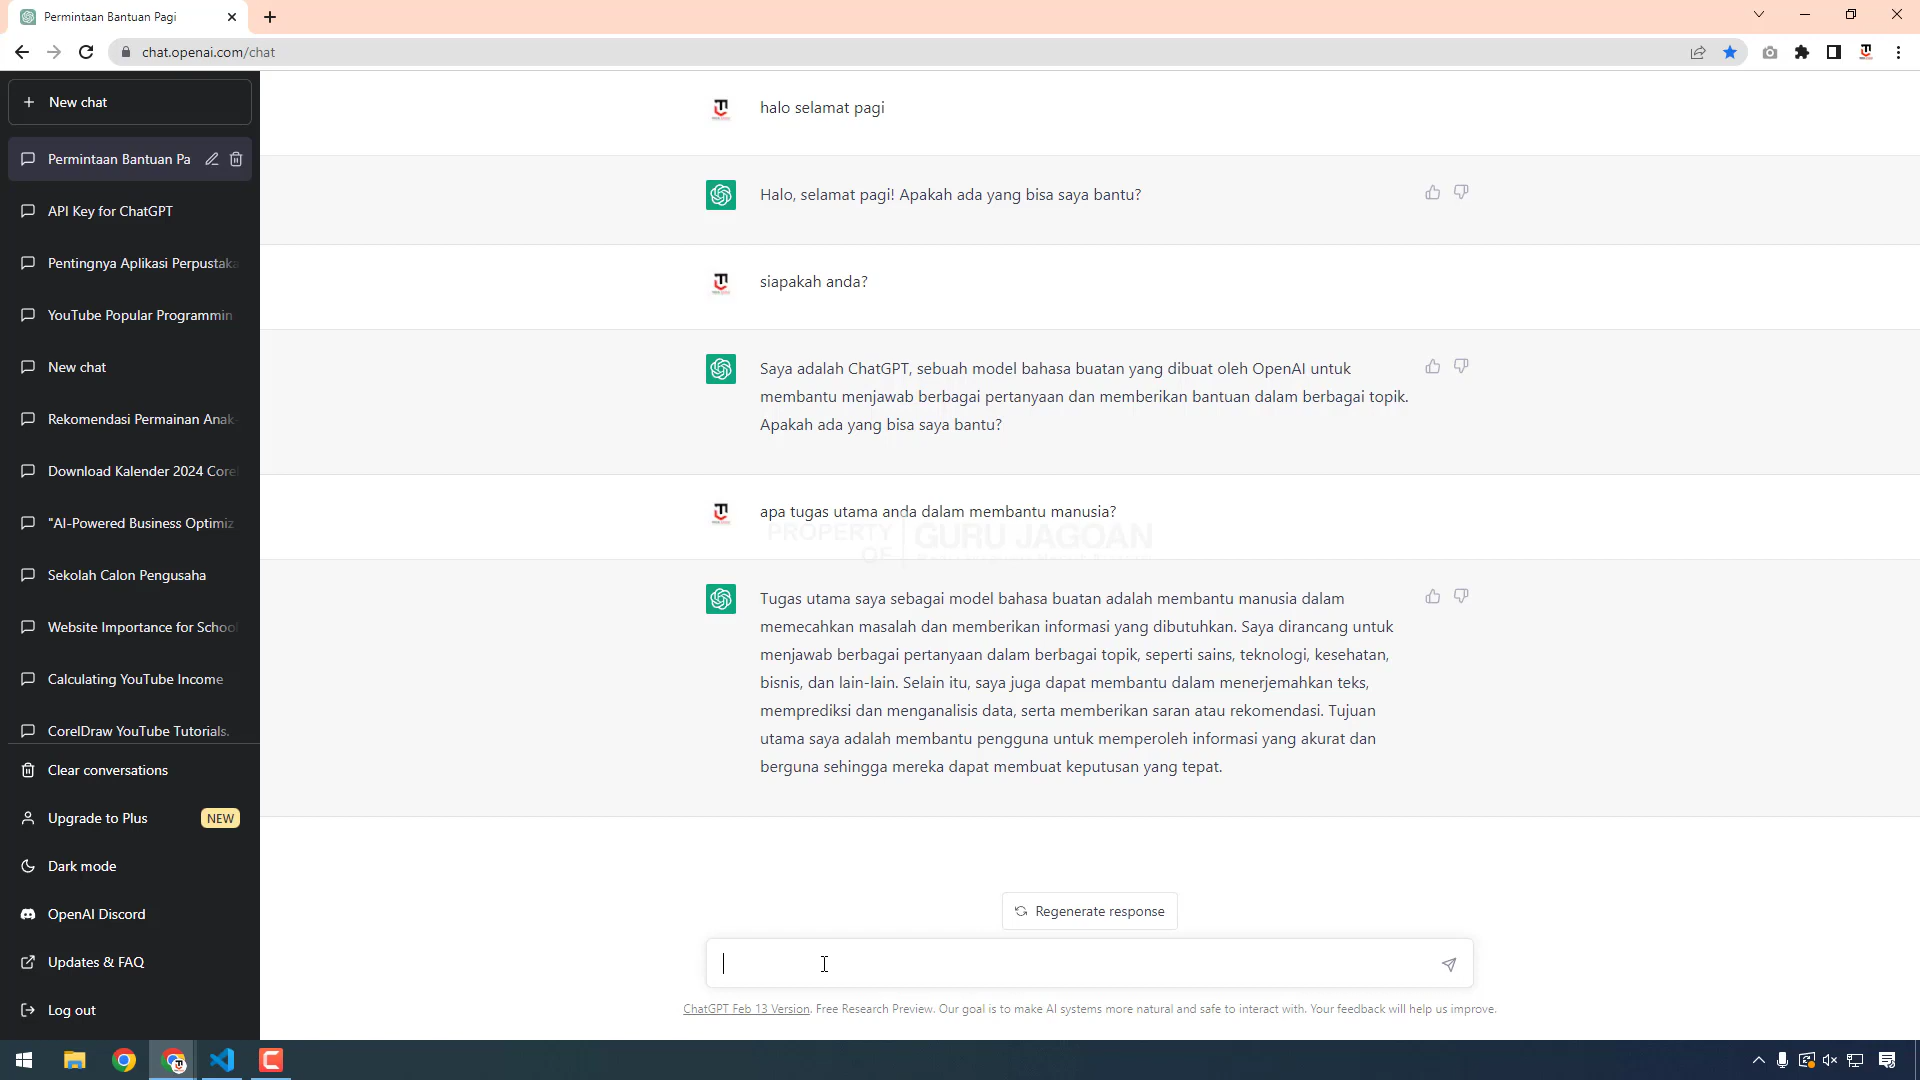 Permintaan Bantuan Pagi
chat.openai.com/chat
New chat
Permintaan Bantuan Pa
API Key for ChatGPT
Pentingnya Aplikasi Perpustaka
YouTube Popular Programmin
New chat
Rekomendasi Permainan Anak-
Download Kalender 2024 Core
"AI-Powered Business Optimiz
Sekolah Calon Pengusaha
Website Importance for School
Calculating YouTube Income
CorelDraw YouTube Tutorials.
Clear conversations
Upgrade to Plus NEW
Dark mode
OpenAI Discord
Updates & FAQ
Log out
halo selamat pagi
Halo, selamat pagi! Apakah ada yang bisa saya bantu?
siapakah anda?
Saya adalah ChatGPT, sebuah model bahasa buatan yang dibuat oleh OpenAI untuk
membantu menjawab berbagai pertanyaan dan memberikan bantuan dalam berbagai topik.
Apakah ada yang bisa saya bantu?
apa tugas utama anda dalam membantu manusia?
PROPERTY OF GURU JAGOAN
Tugas utama saya sebagai model bahasa buatan adalah membantu manusia dalam
memecahkan masalah dan memberikan informasi yang dibutuhkan. Saya dirancang untuk
menjawab berbagai pertanyaan dalam berbagai topik, seperti sains, teknologi, kesehatan,
bisnis, dan lain-lain. Selain itu, saya juga dapat membantu dalam menerjemahkan teks,
memprediksi dan menganalisis data, serta memberikan saran atau rekomendasi. Tujuan
utama saya adalah membantu pengguna untuk memperoleh informasi yang akurat dan
berguna sehingga mereka dapat membuat keputusan yang tepat.
Regenerate response
ChatGPT Feb 13 Version. Free Research Preview. Our goal is to make AI systems more natural and safe to interact with. Your feedback will help us improve.